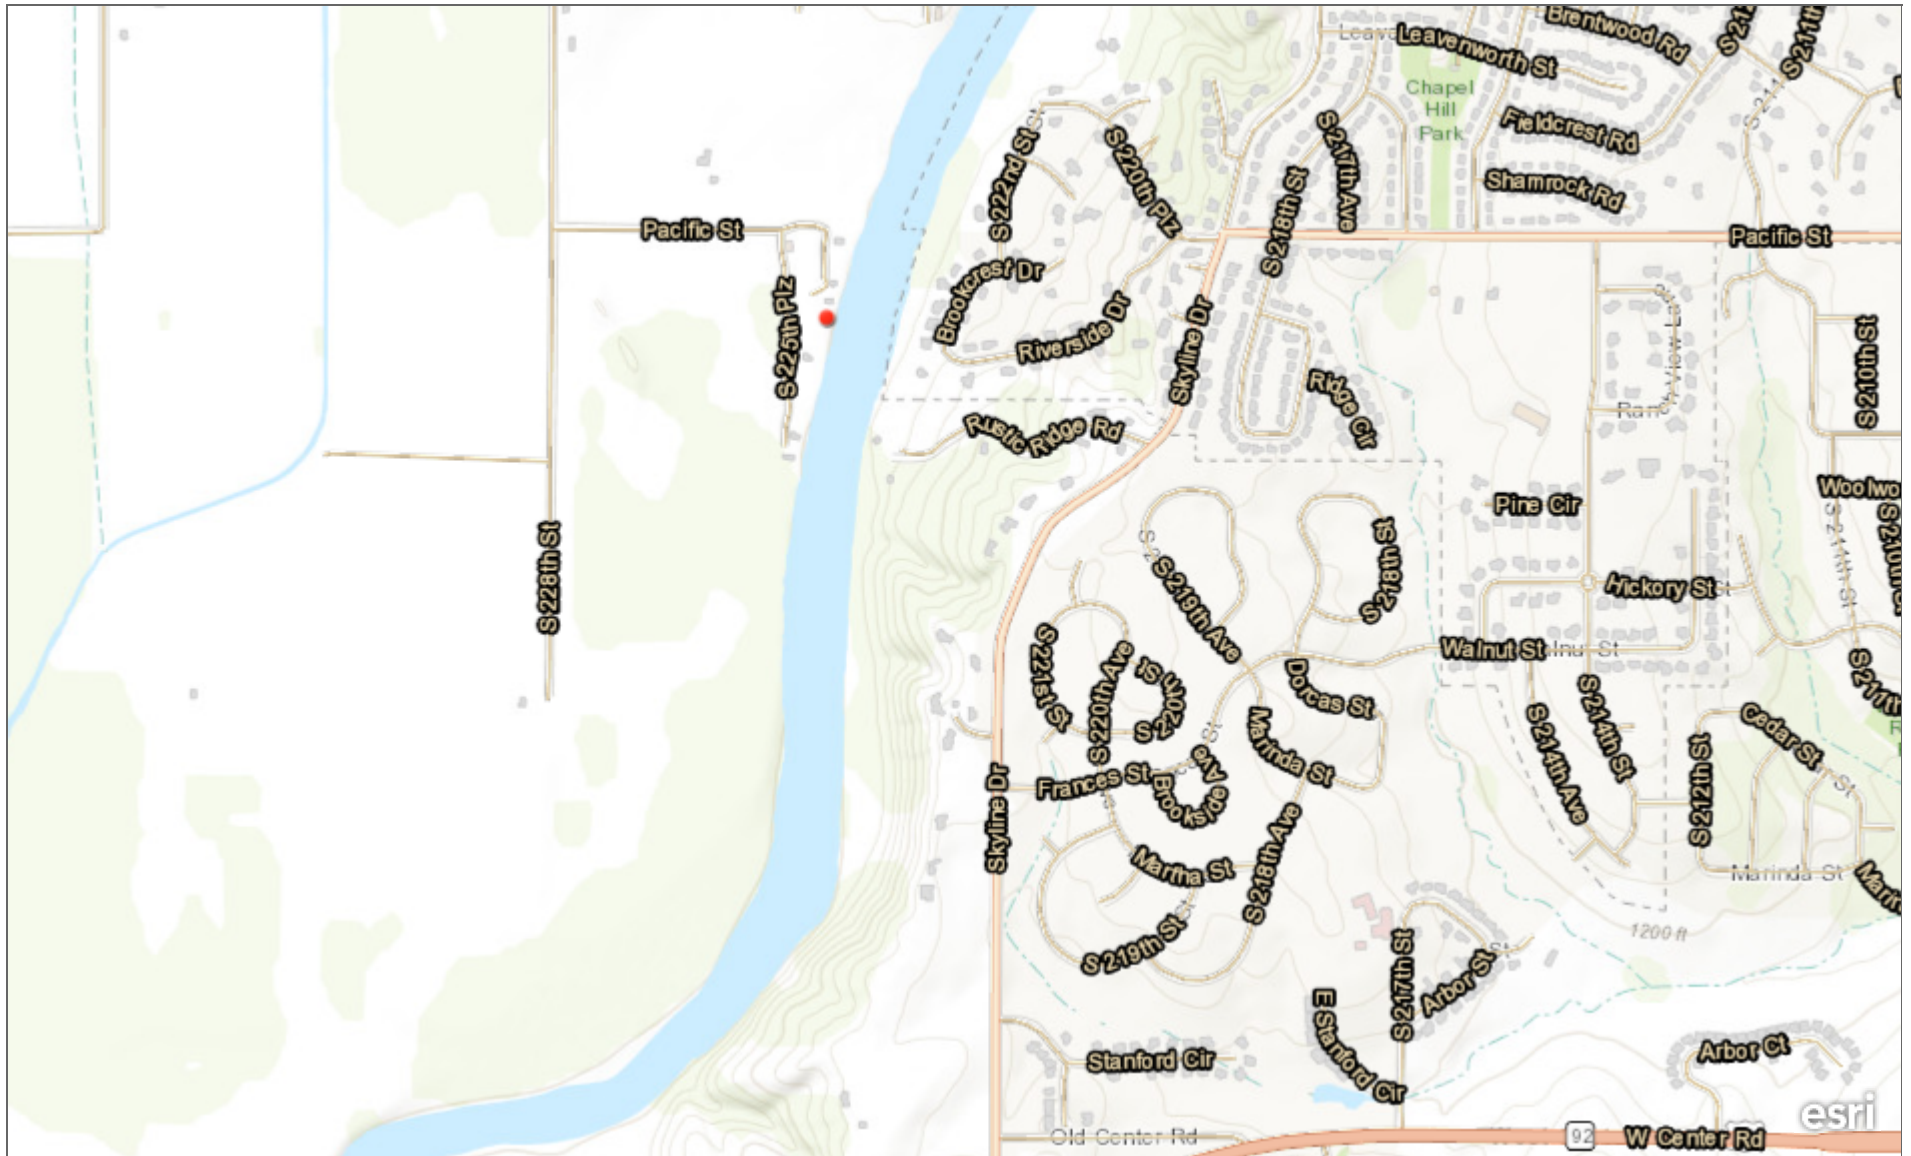 Brentwood Rd
S 211th
Leavenworth St
Chapel
Hill
Park
Fieldcrest Rd
S 222nd St
S 220th Plz
S 217th Ave
S 218th St
Shamrock Rd
Pacific St
Pacific St
Brookcrest Dr
S 225th Plz
Riverside Dr
Skyline Dr
Ridge Cir
S 210th St
Rustic Ridge Rd
Pine Cir
S 228th St
S 219th Ave
S 218th St
Hickory St
S 211th St
Walnut St
S 221st St
S 220th Ave
S 220th St
Dorcas St
S 214th St
S 214th Ave
Marinda St
Cedar St
S 212th St
Frances St
Brookside Ave
Skyline Dr
Martha St
S 218th Ave
Marinda St
S 219th St
1200 ft
S 217th St
Arbor St
E Stanford Cir
Stanford Cir
Arbor Ct
Old Center Rd
92
W Center Rd
esri